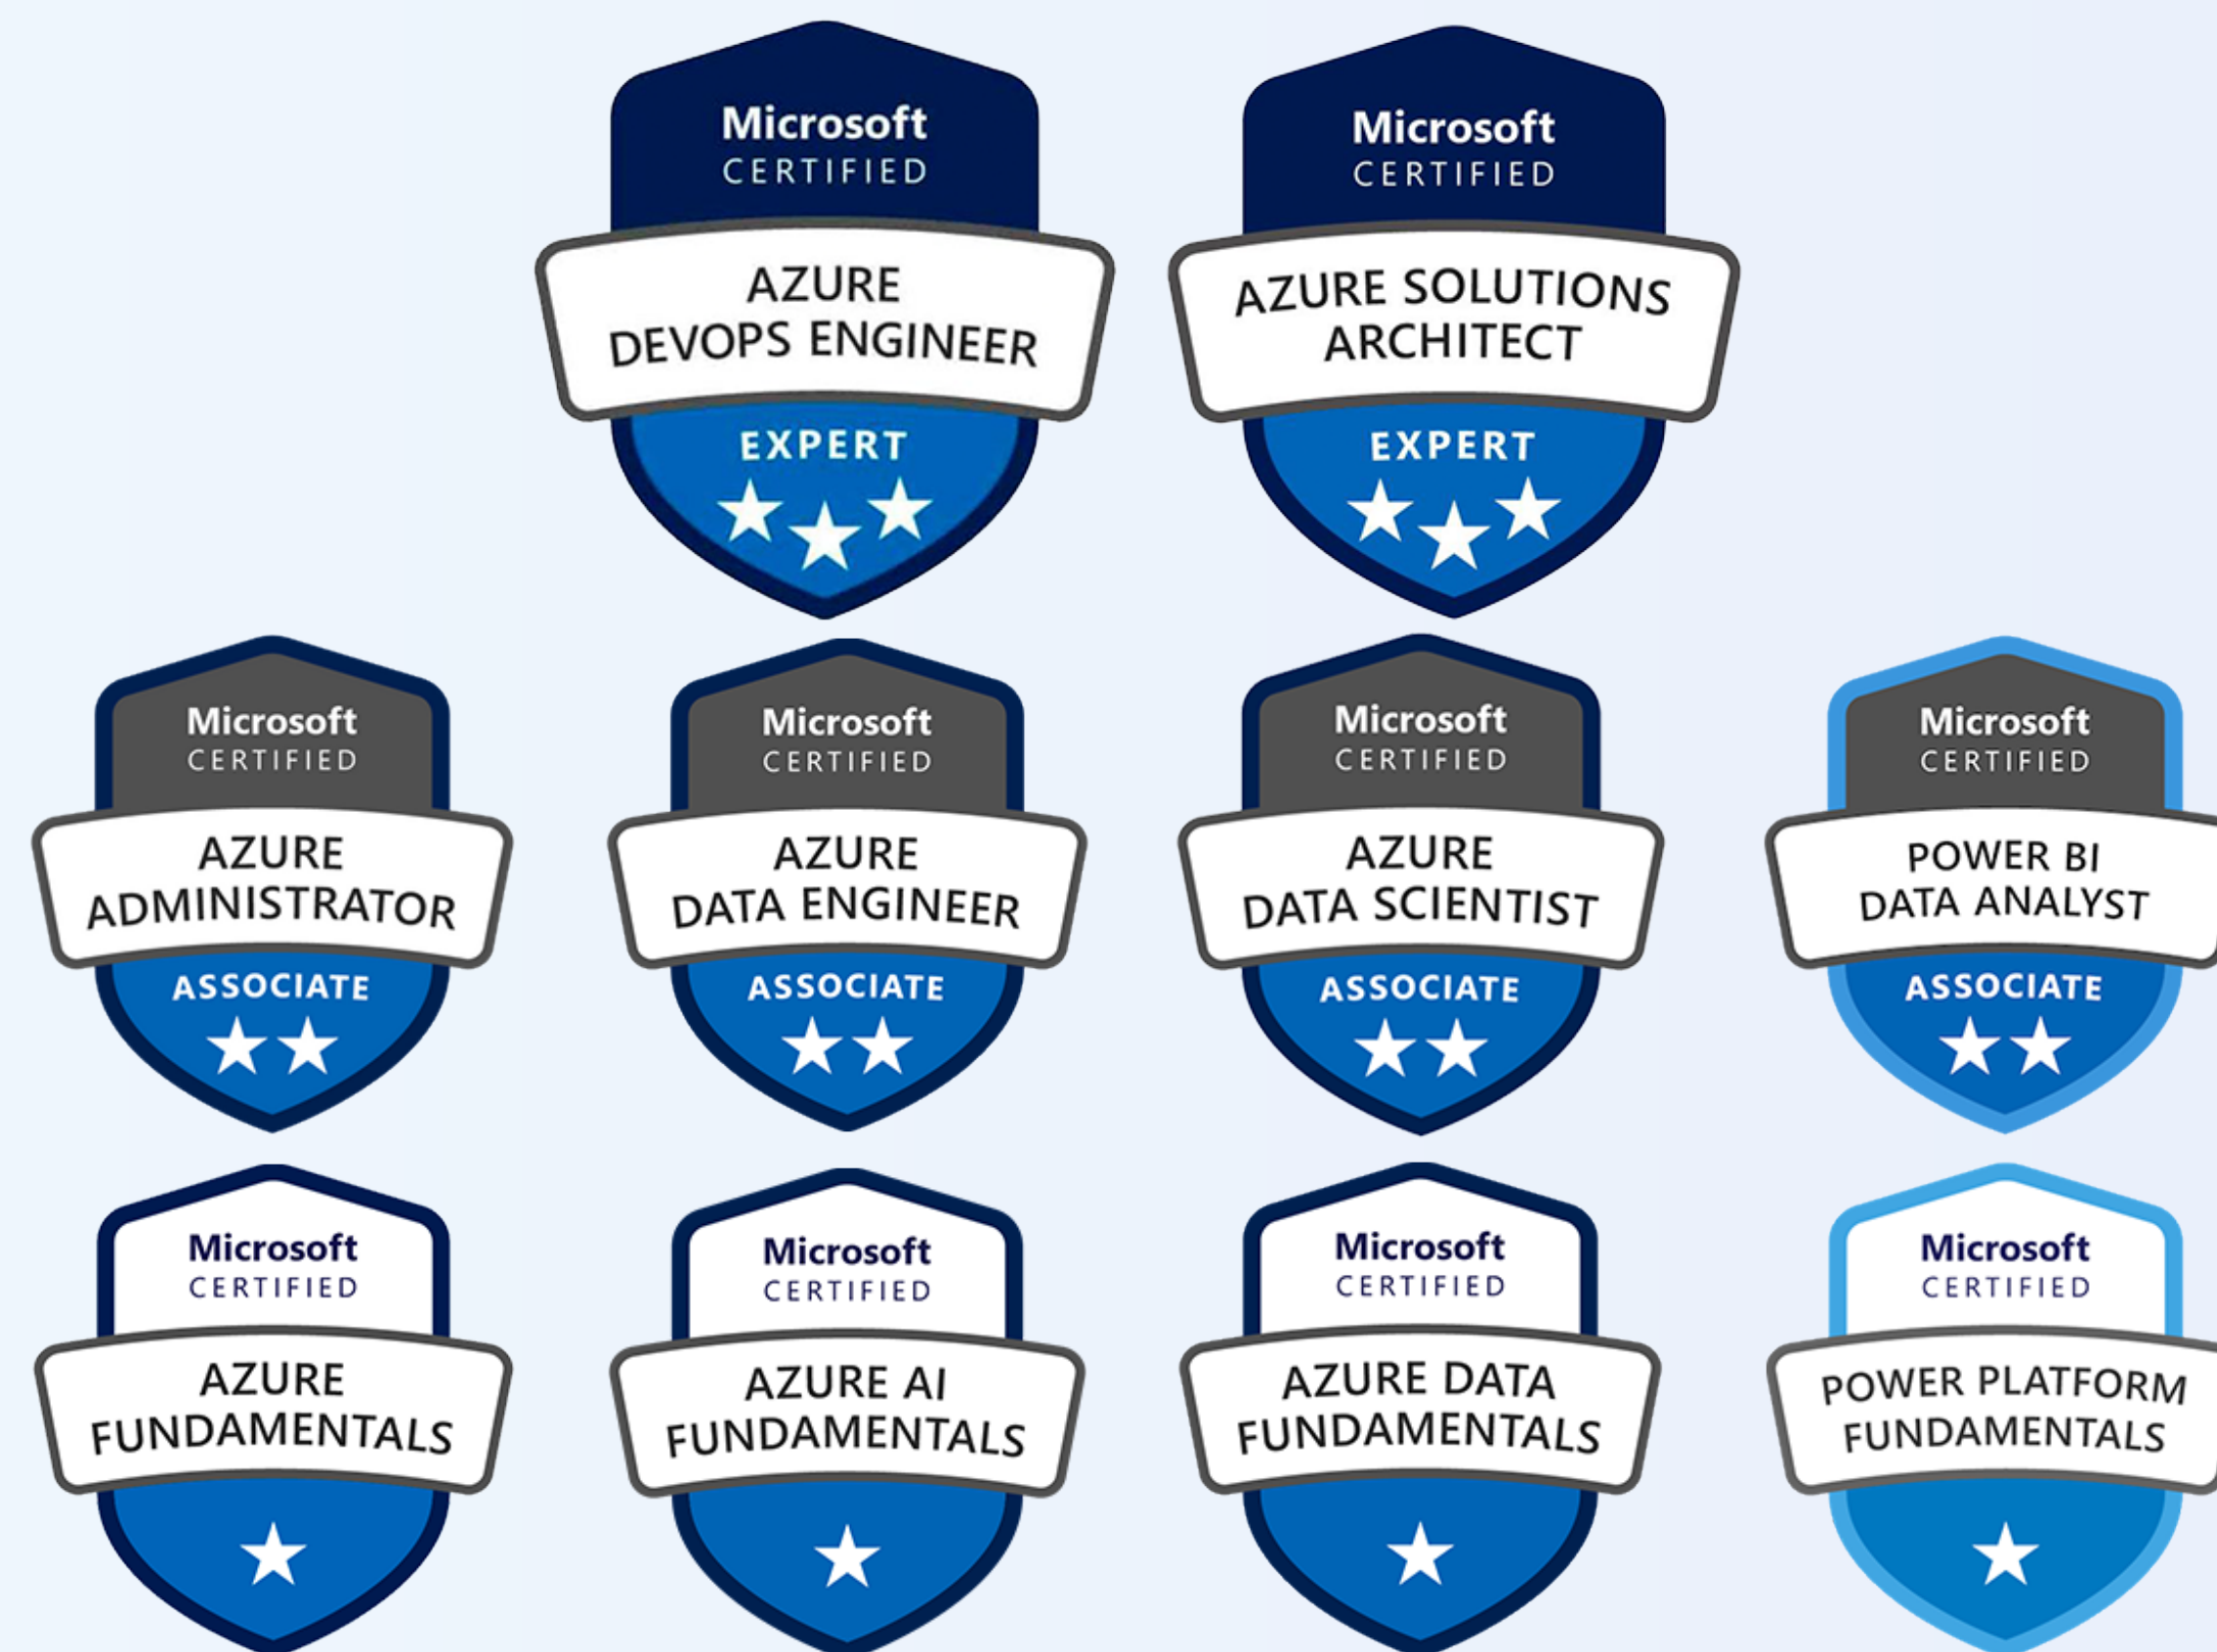 Microsoft
CERTIFIED
AZURE
DEVOPS ENGINEER
EXPERT
Microsoft
CERTIFIED
AZURE SOLUTIONS
ARCHITECT
EXPERT
Microsoft
CERTIFIED
AZURE
ADMINISTRATOR
ASSOCIATE
Microsoft
CERTIFIED
AZURE
DATA ENGINEER
ASSOCIATE
Microsoft
CERTIFIED
AZURE
DATA SCIENTIST
ASSOCIATE
Microsoft
CERTIFIED
POWER BI
DATA ANALYST
ASSOCIATE
Microsoft
CERTIFIED
AZURE
FUNDAMENTALS
Microsoft
CERTIFIED
AZURE AI
FUNDAMENTALS
Microsoft
CERTIFIED
AZURE DATA
FUNDAMENTALS
Microsoft
CERTIFIED
POWER PLATFORM
FUNDAMENTALS